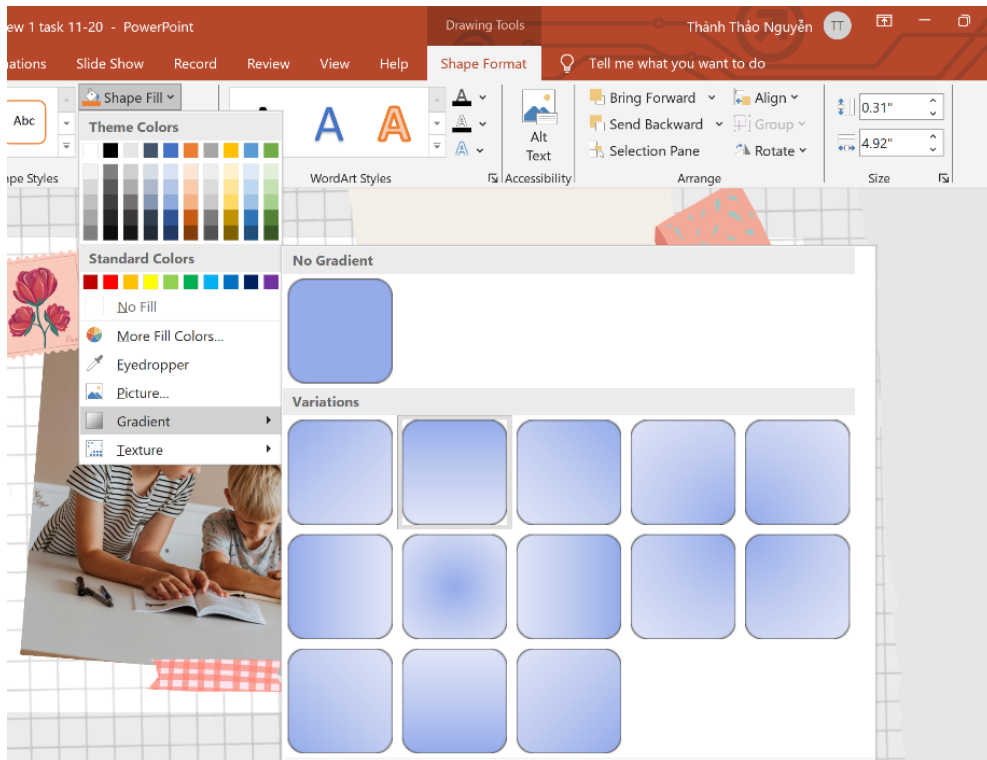 ew 1 task 11-20 - PowerPoint
Drawing Tools
Thành Thảo Nguyễn
TT
ations
Slide Show
Record
Review
View
Help
Shape Format
Tell me what you want to do
Abc
Shape Fill
A
A
A
A
A
Alt
Text
Bring Forward
Send Backward
Selection Pane
Align
Group
Rotate
0.31"
4.92"
ape Styles
WordArt Styles
Accessibility
Arrange
Size
Theme Colors
Standard Colors
No Fill
More Fill Colors...
Eyedropper
Picture...
Gradient
Texture
No Gradient
Variations